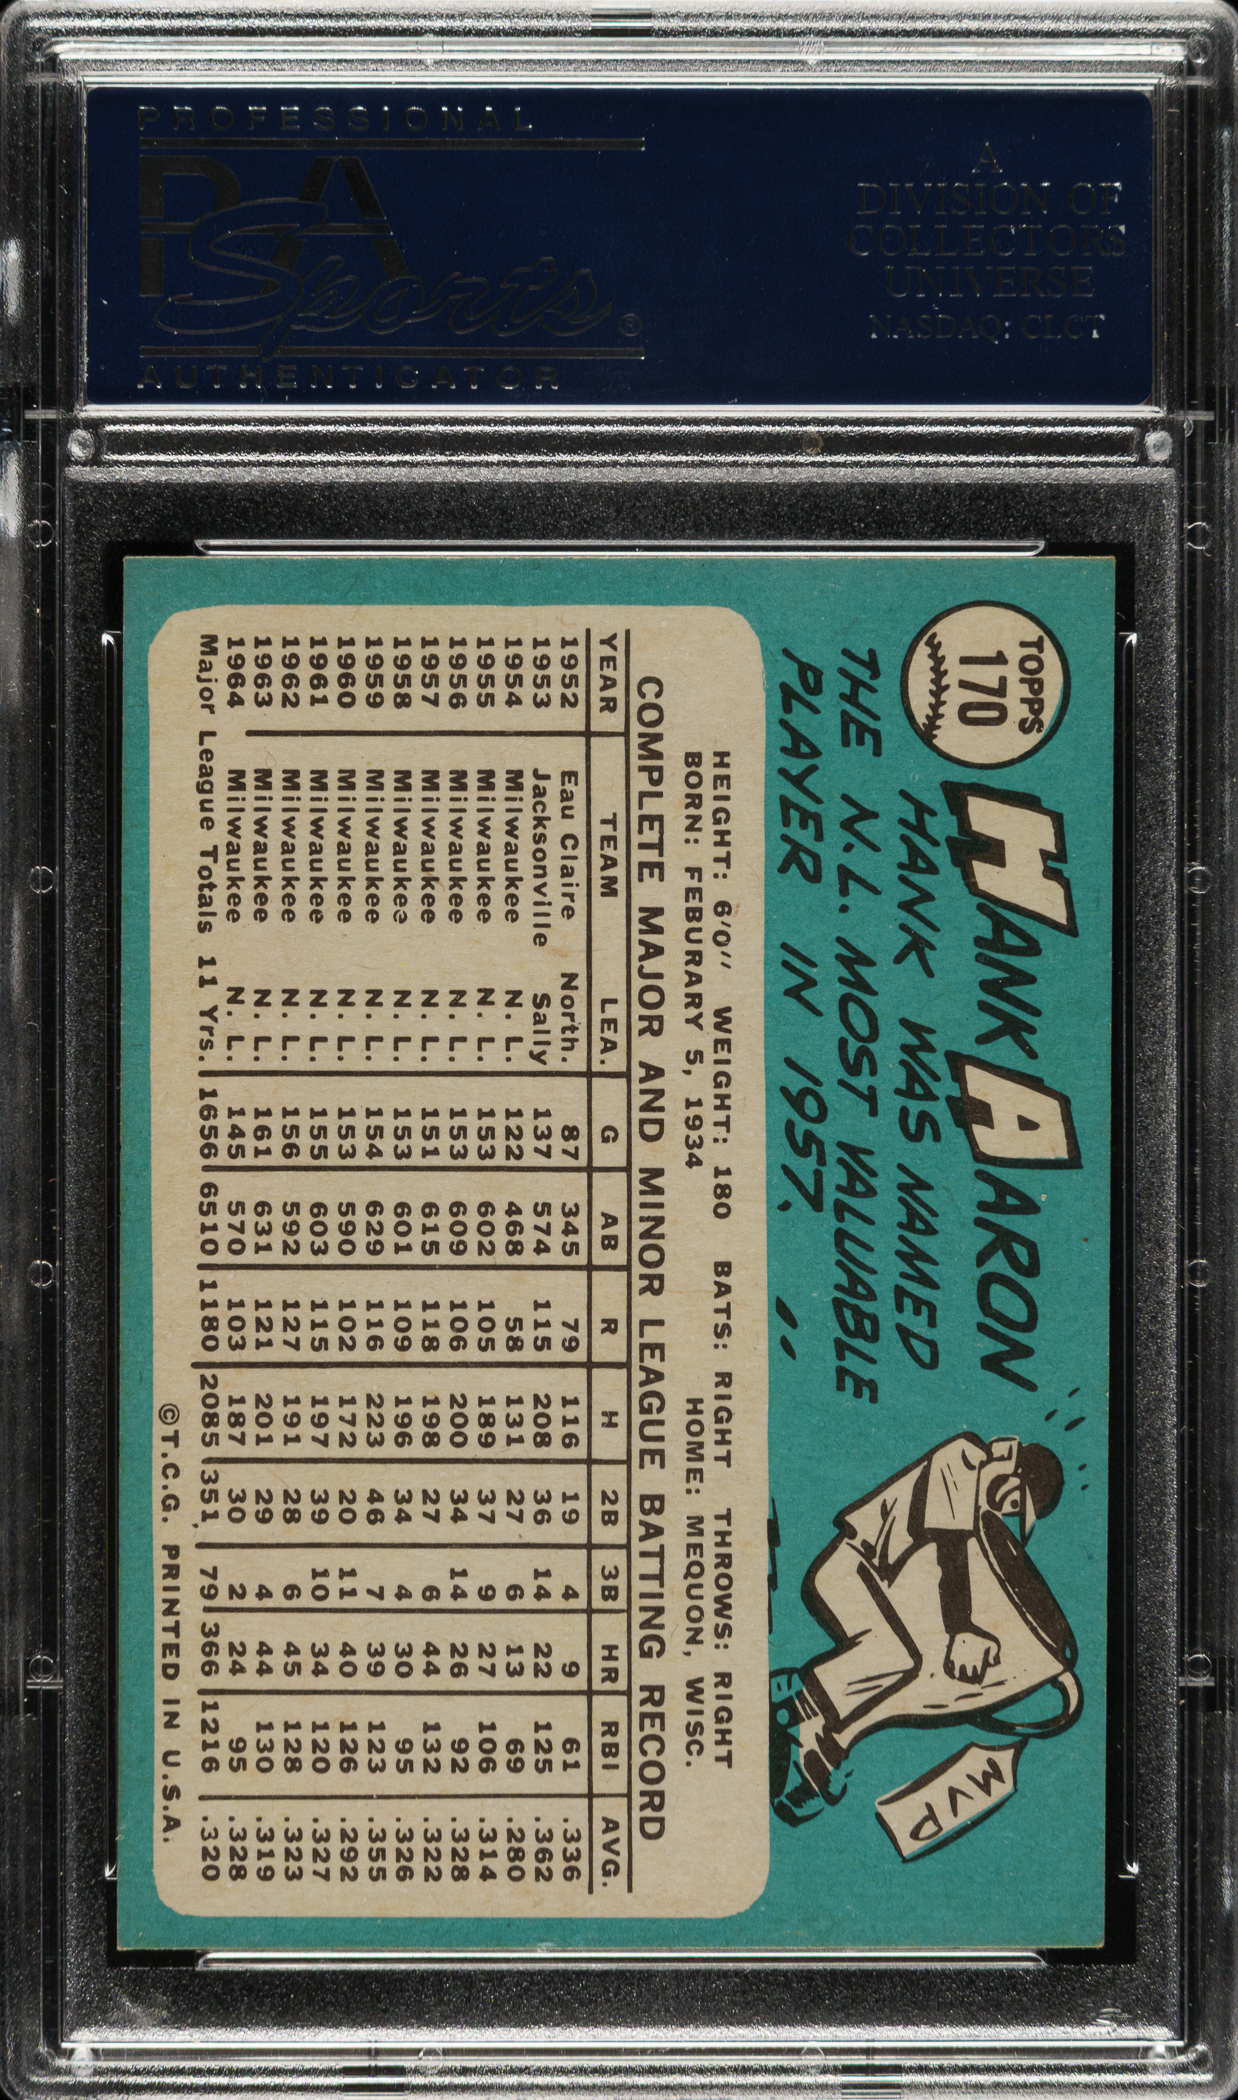 PROFESSIONAL
PSA
Sports®
AUTHENTICATOR
A
DIVISION OF
COLLECTORS
UNIVERSE
NASDAQ: CLCT
TOPPS
170
HANK AARON
HANK WAS NAMED
THE N.L. MOST VALUABLE
PLAYER IN 1957.
MVP
HEIGHT: 6'0" WEIGHT: 180 BATS: RIGHT THROWS: RIGHT
BORN: FEBURARY 5, 1934 HOME: MEQUON, WISC.
COMPLETE MAJOR AND MINOR LEAGUE BATTING RECORD
YEAR TEAM LEA. G AB R H 2B 3B HR RBI AVG.
1952 Eau Claire North. 87 345 79 116 19 4 9 61 .336
1953 Jacksonville Sally 137 574 115 208 36 14 22 125 .362
1954 Milwaukee N. L. 122 468 58 131 27 6 13 69 .280
1955 Milwaukee N. L. 153 602 105 189 37 9 27 106 .314
1956 Milwaukee N. L. 153 609 106 200 34 14 26 92 .328
1957 Milwaukee N. L. 151 615 118 198 27 6 44 132 .322
1958 Milwaukee N. L. 153 601 109 196 34 4 30 95 .326
1959 Milwaukee N. L. 154 629 116 223 46 7 39 123 .355
1960 Milwaukee N. L. 153 590 102 172 20 11 40 126 .292
1961 Milwaukee N. L. 155 603 115 197 39 10 34 120 .327
1962 Milwaukee N. L. 156 592 127 191 28 6 45 128 .323
1963 Milwaukee N. L. 161 631 121 201 29 4 44 130 .319
1964 Milwaukee N. L. 145 570 103 187 30 2 24 95 .328
Major League Totals 11 Yrs. 1656 6510 1180 2085 351 79 366 1216 .320
©T.C.G. PRINTED IN U.S.A.